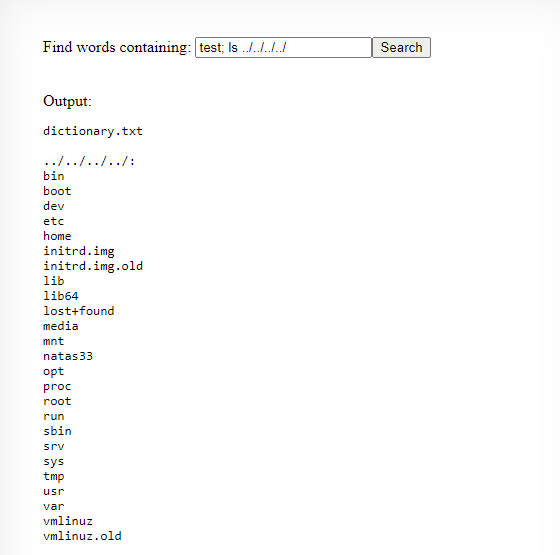 Find words containing: test; ls ../../../../ Search
Output:
dictionary.txt
../../../../:
bin
boot
dev
etc
home
initrd.img
initrd.img.old
lib
lib64
lost+found
media
mnt
natas33
opt
proc
root
run
sbin
srv
sys
tmp
usr
var
vmlinuz
vmlinuz.old